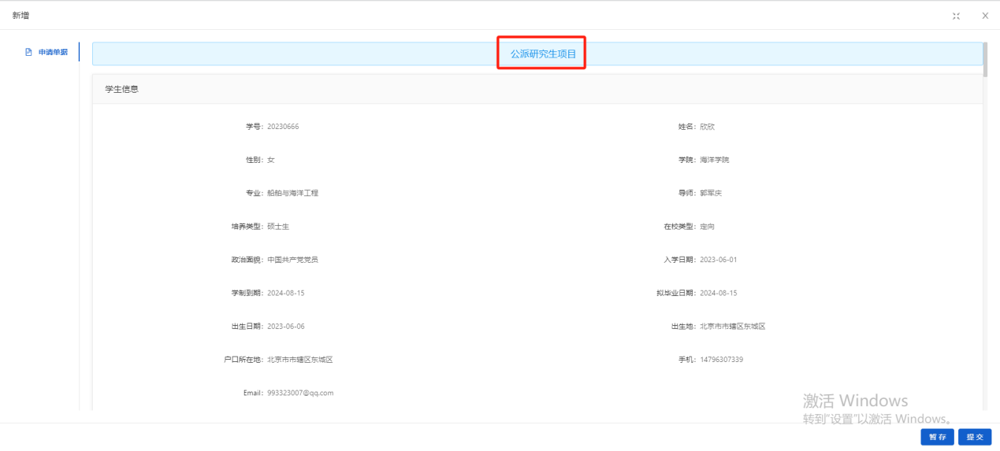 新增
申请单据
公派研究生项目
学生信息
学号: 20230666
姓名: 欣欣
性别: 女
学院: 海洋学院
专业: 船舶与海洋工程
导师: 郭军庆
培养类型: 硕士生
在校类型: 定向
政治面貌: 中国共产党党员
入学日期: 2023-06-01
学制到期: 2024-08-15
拟毕业日期: 2024-08-15
出生日期: 2023-06-06
出生地: 北京市市辖区东城区
户口所在地: 北京市市辖区东城区
手机: 14796307339
Email: 993323007@qq.com
激活 Windows
转到"设置"以激活 Windows。
暂存
提交